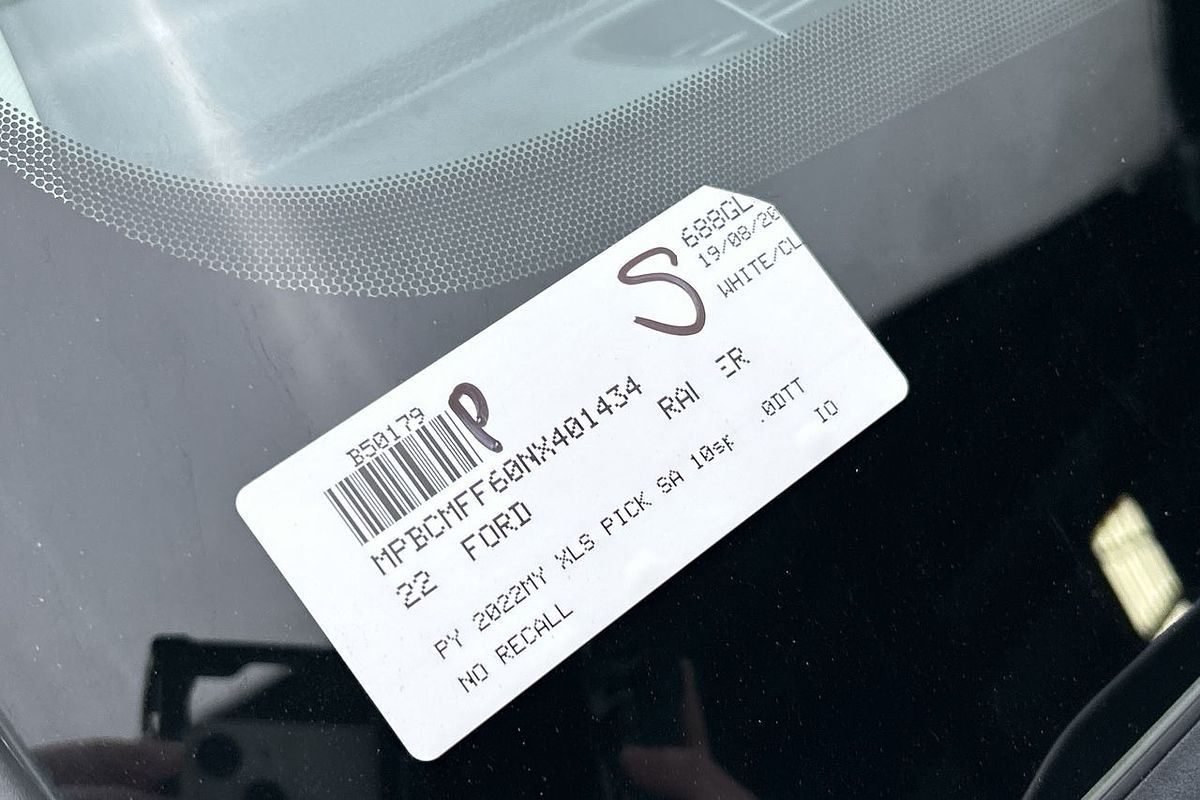 688GL
19/08/20
WHITE/CL
S
B50179
P
MPBCMFF60NX401434
22 FORD RAI ER
PY 2022MY XLS PICK SA 10sp .0DTT
NO RECALL IO